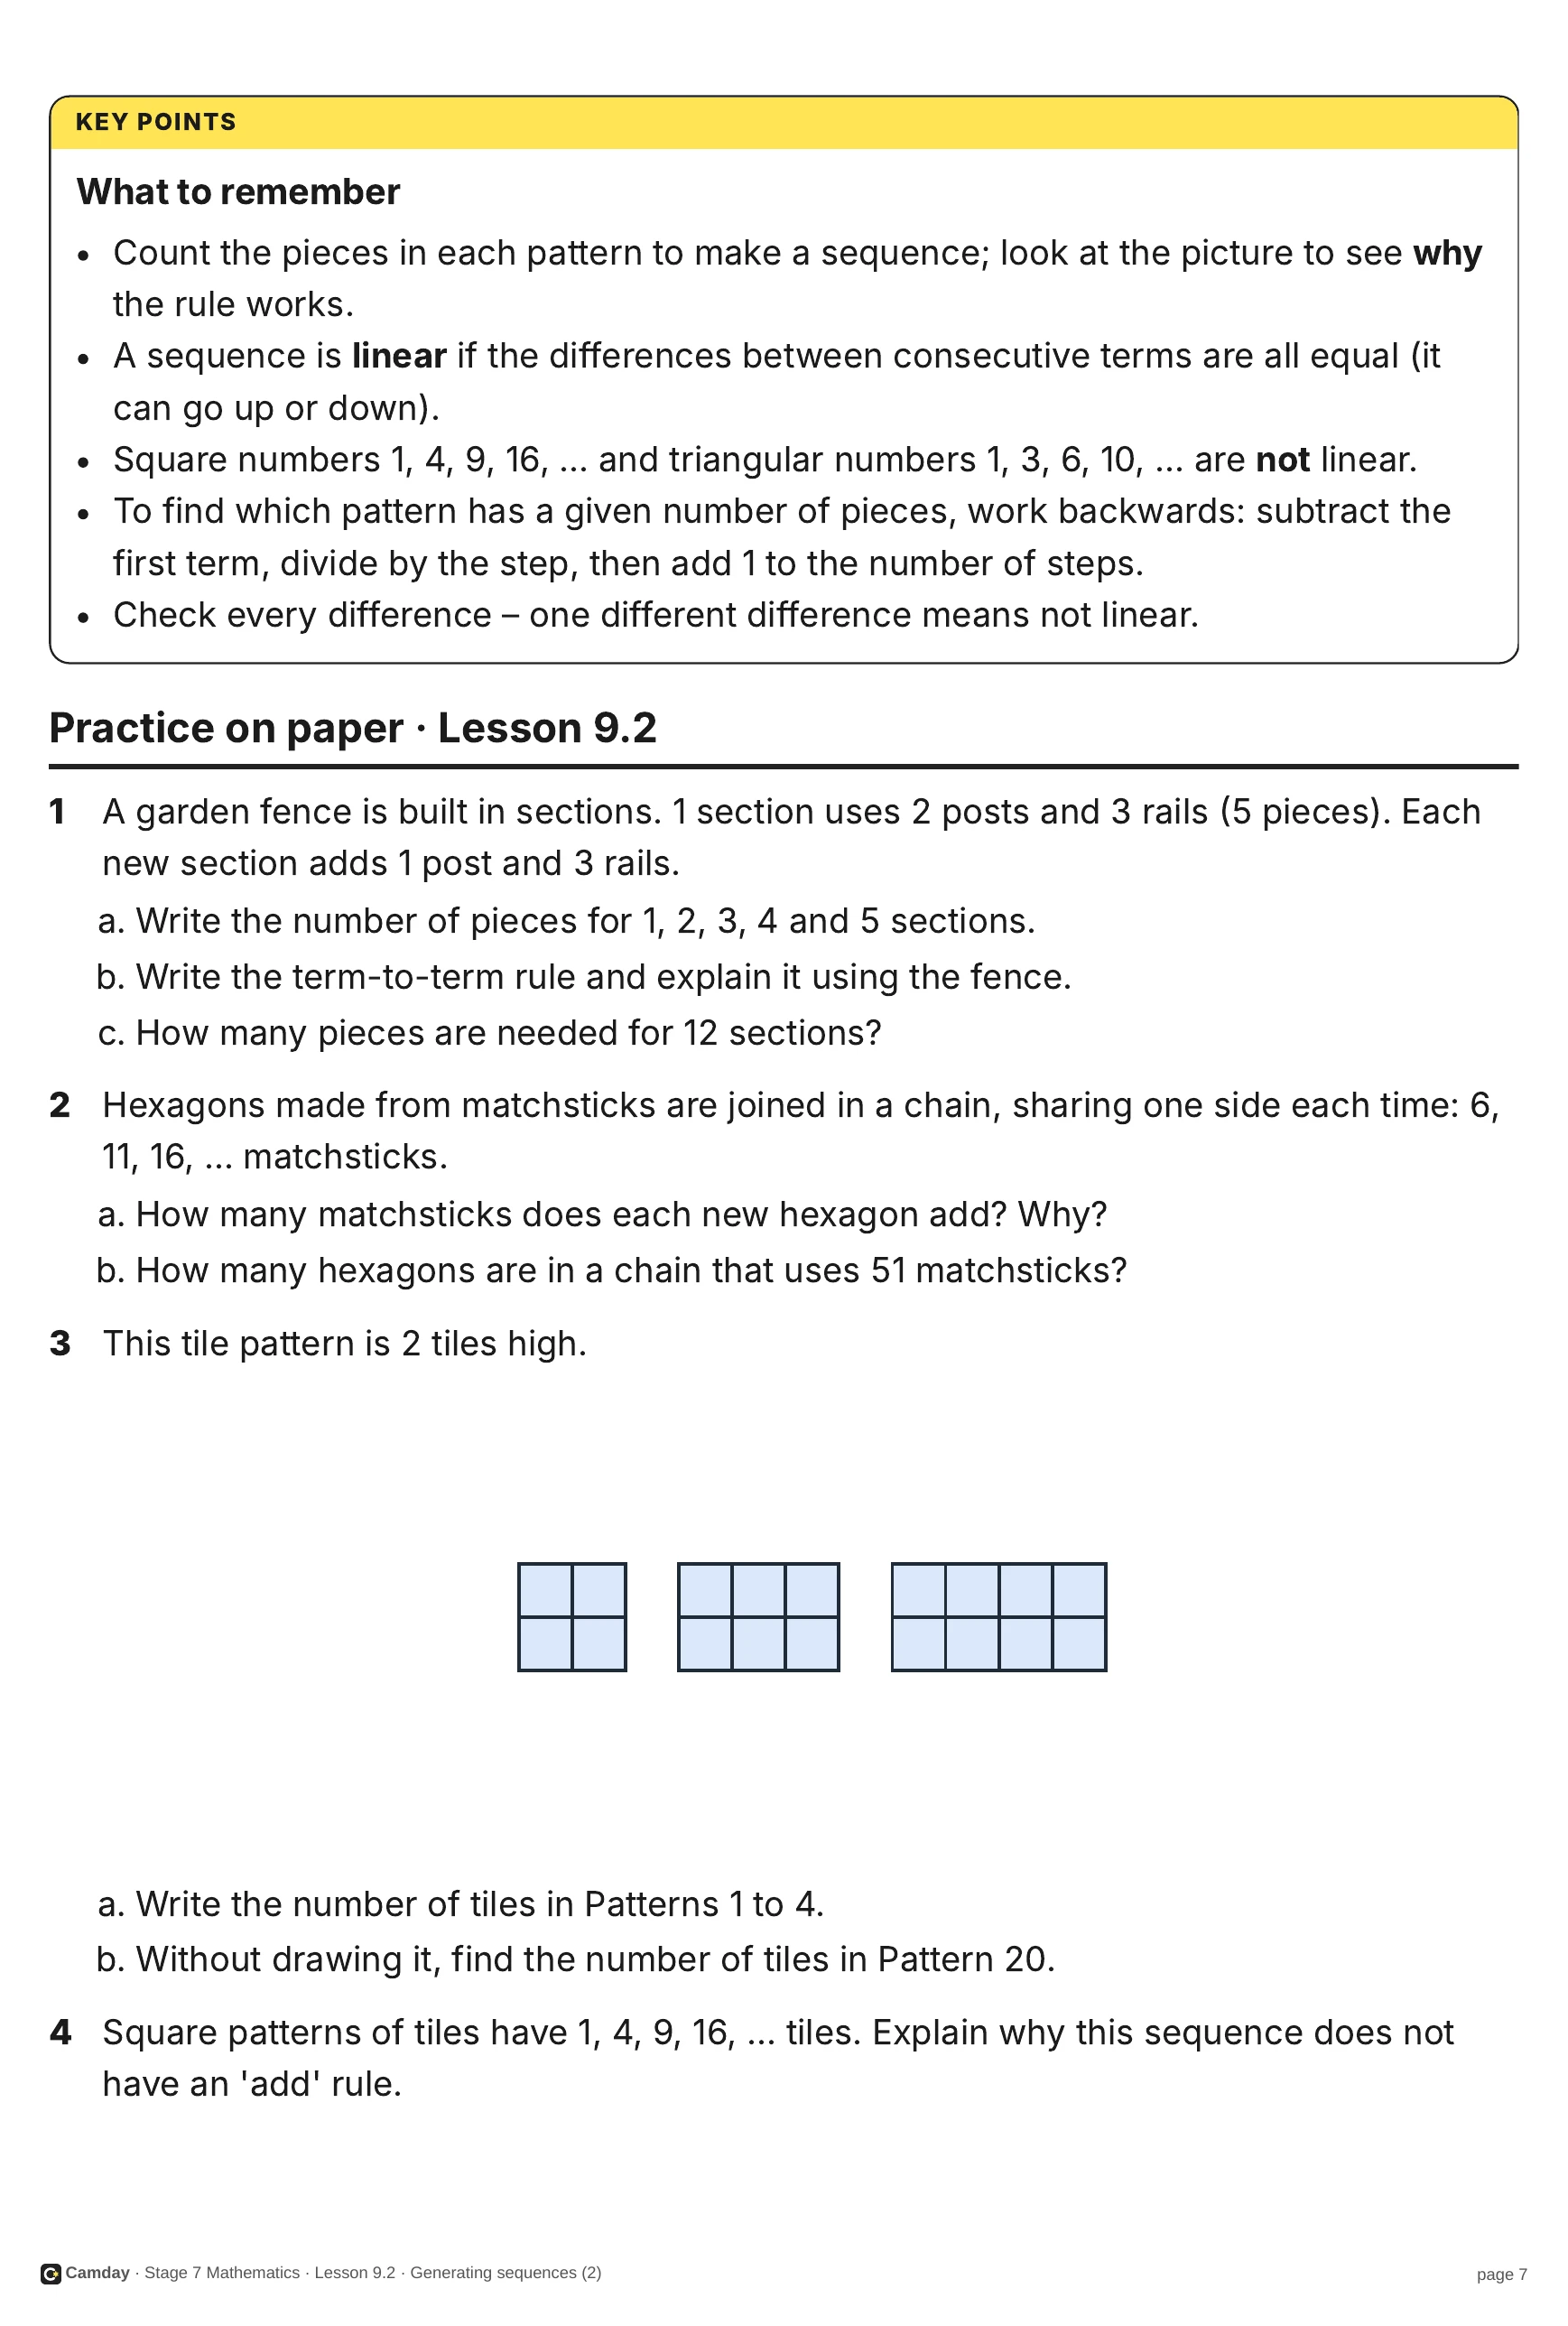 KEY POINTS
What to remember
• Count the pieces in each pattern to make a sequence; look at the picture to see why
the rule works.
• A sequence is linear if the differences between consecutive terms are all equal (it
can go up or down).
• Square numbers 1, 4, 9, 16, ... and triangular numbers 1, 3, 6, 10, ... are not linear.
• To find which pattern has a given number of pieces, work backwards: subtract the
first term, divide by the step, then add 1 to the number of steps.
• Check every difference – one different difference means not linear.
Practice on paper · Lesson 9.2
1 A garden fence is built in sections. 1 section uses 2 posts and 3 rails (5 pieces). Each
new section adds 1 post and 3 rails.
a. Write the number of pieces for 1, 2, 3, 4 and 5 sections.
b. Write the term-to-term rule and explain it using the fence.
c. How many pieces are needed for 12 sections?
2 Hexagons made from matchsticks are joined in a chain, sharing one side each time: 6,
11, 16, ... matchsticks.
a. How many matchsticks does each new hexagon add? Why?
b. How many hexagons are in a chain that uses 51 matchsticks?
3 This tile pattern is 2 tiles high.
a. Write the number of tiles in Patterns 1 to 4.
b. Without drawing it, find the number of tiles in Pattern 20.
4 Square patterns of tiles have 1, 4, 9, 16, ... tiles. Explain why this sequence does not
have an 'add' rule.
C Camday · Stage 7 Mathematics · Lesson 9.2 · Generating sequences (2)
page 7